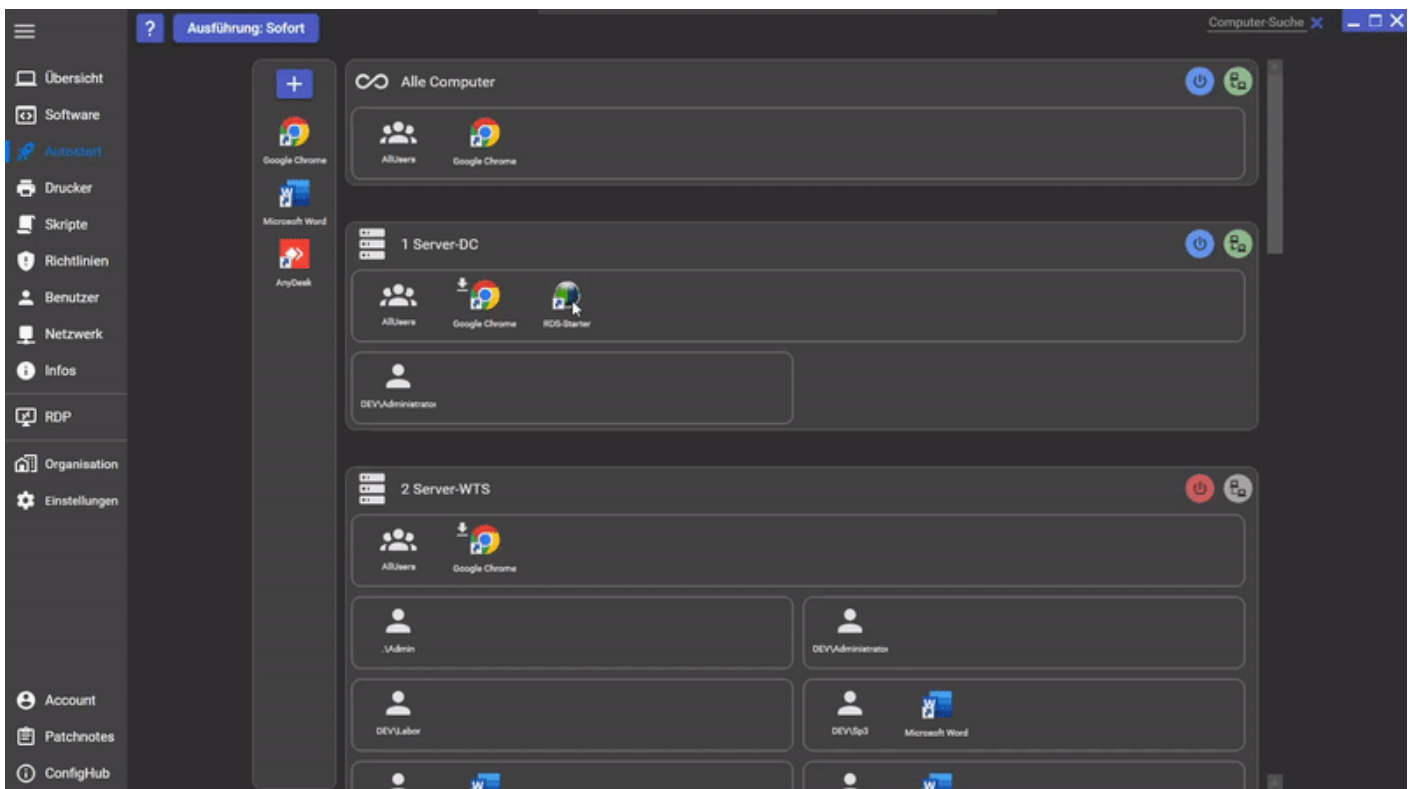 ? Ausführung: Sofort
Computer-Suche
Übersicht
Software
Autostart
Drucker
Skripte
Richtlinien
Benutzer
Netzwerk
Infos
RDP
Organisation
Einstellungen
Account
Patchnotes
ConfigHub
Google Chrome
Microsoft Word
AnyDesk
Alle Computer
AllUsers
Google Chrome
1 Server-DC
AllUsers
Google Chrome
RDS-Starter
DEV\Administrator
2 Server-WTS
AllUsers
Google Chrome
.\Admin
DEV\Administrator
DEV\Labor
DEV\Sp3
Microsoft Word